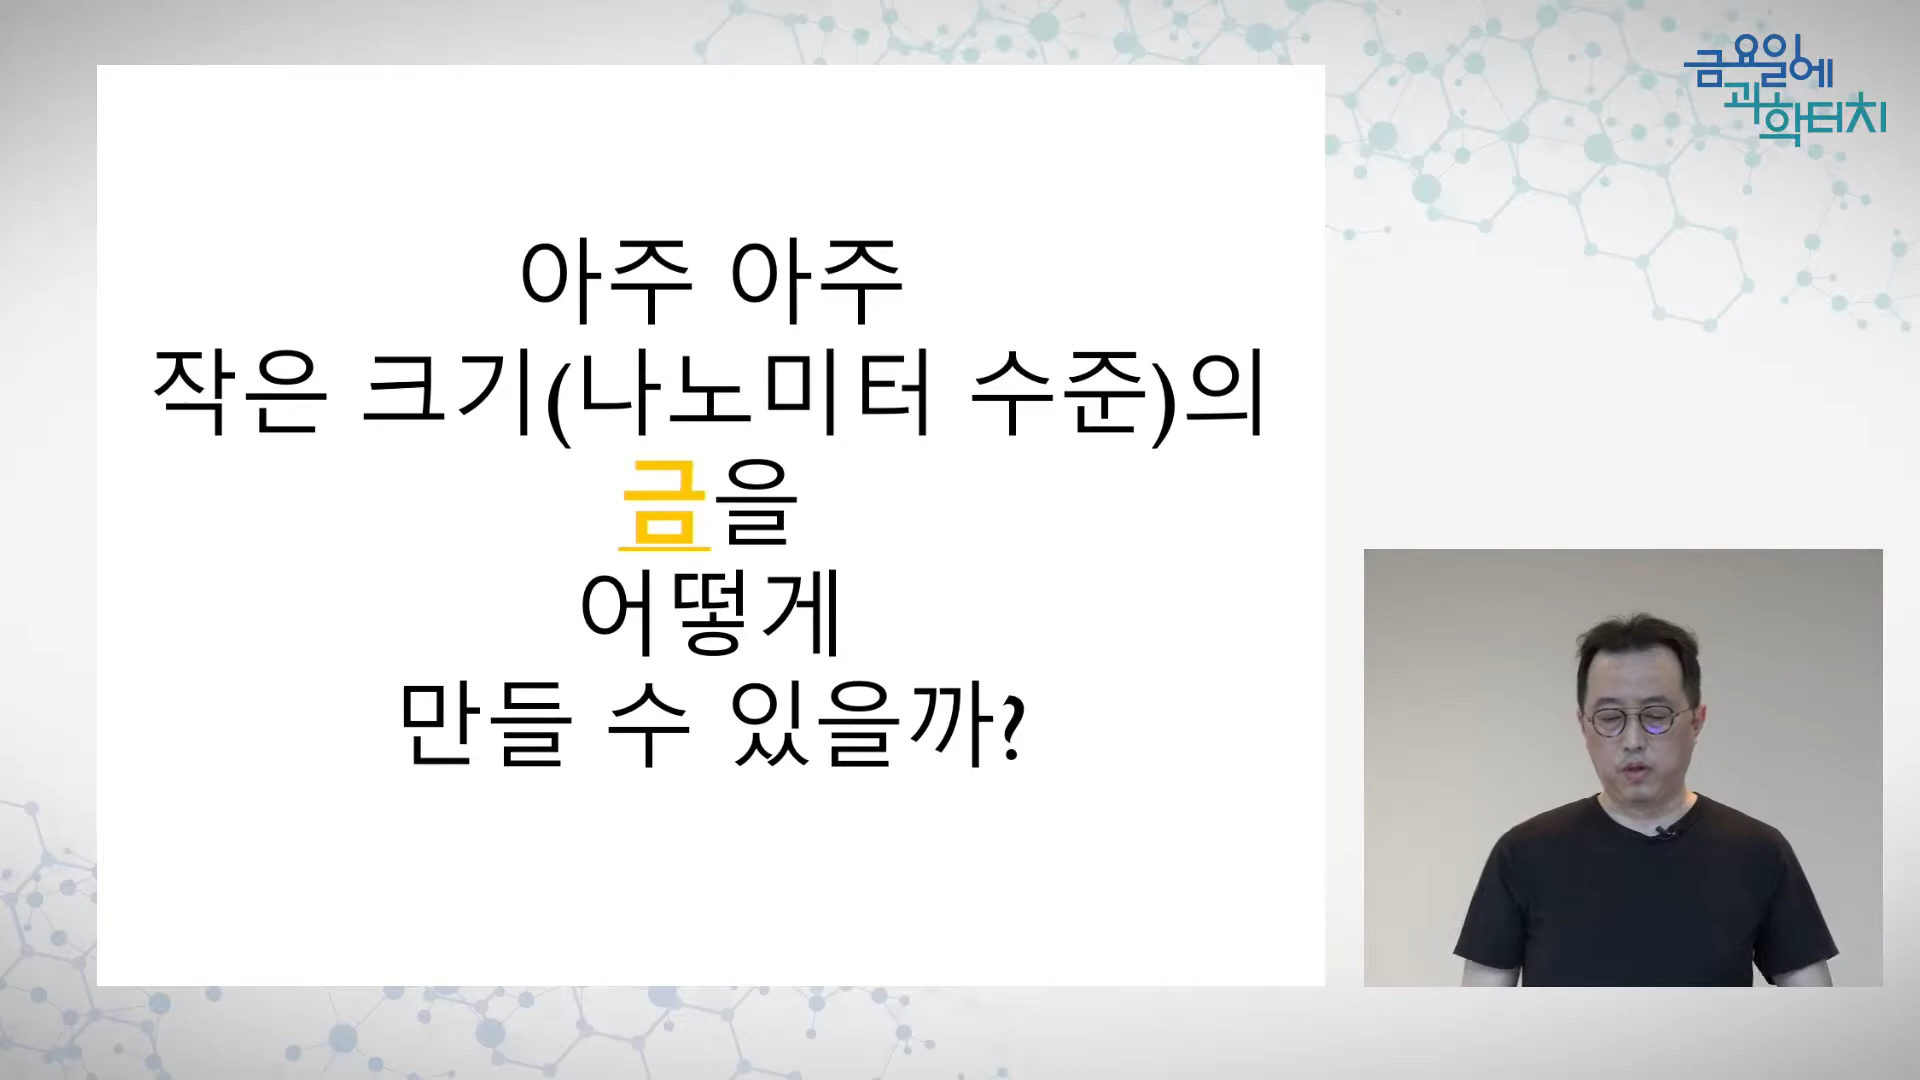 아주 아주
작은 크기(나노미터 수준)의
금을
어떻게
만들 수 있을까?
금요일에
과학터치